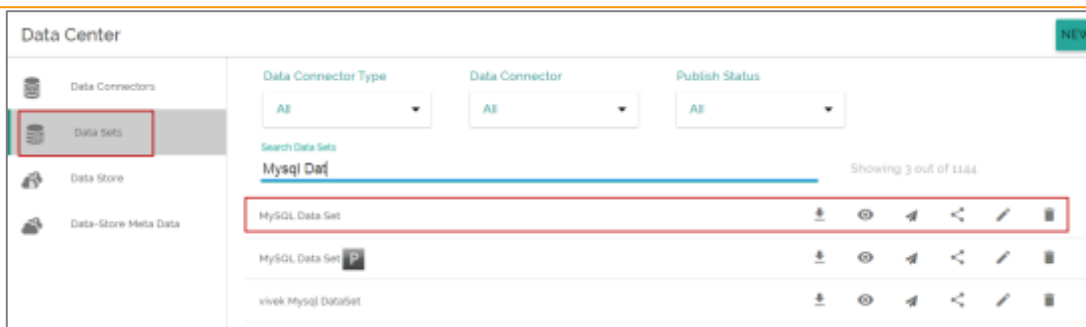 Data Center
NEW
Data Connectors
Data Sets
Data Store
Data-Store Meta Data
Data Connector Type
Data Connector
Publish Status
All
All
All
Search Data Sets
Mysql Dat
Showing 3 out of 1144
MySQL Data Set
MySQL Data Set P
vivek Mysql DataSet